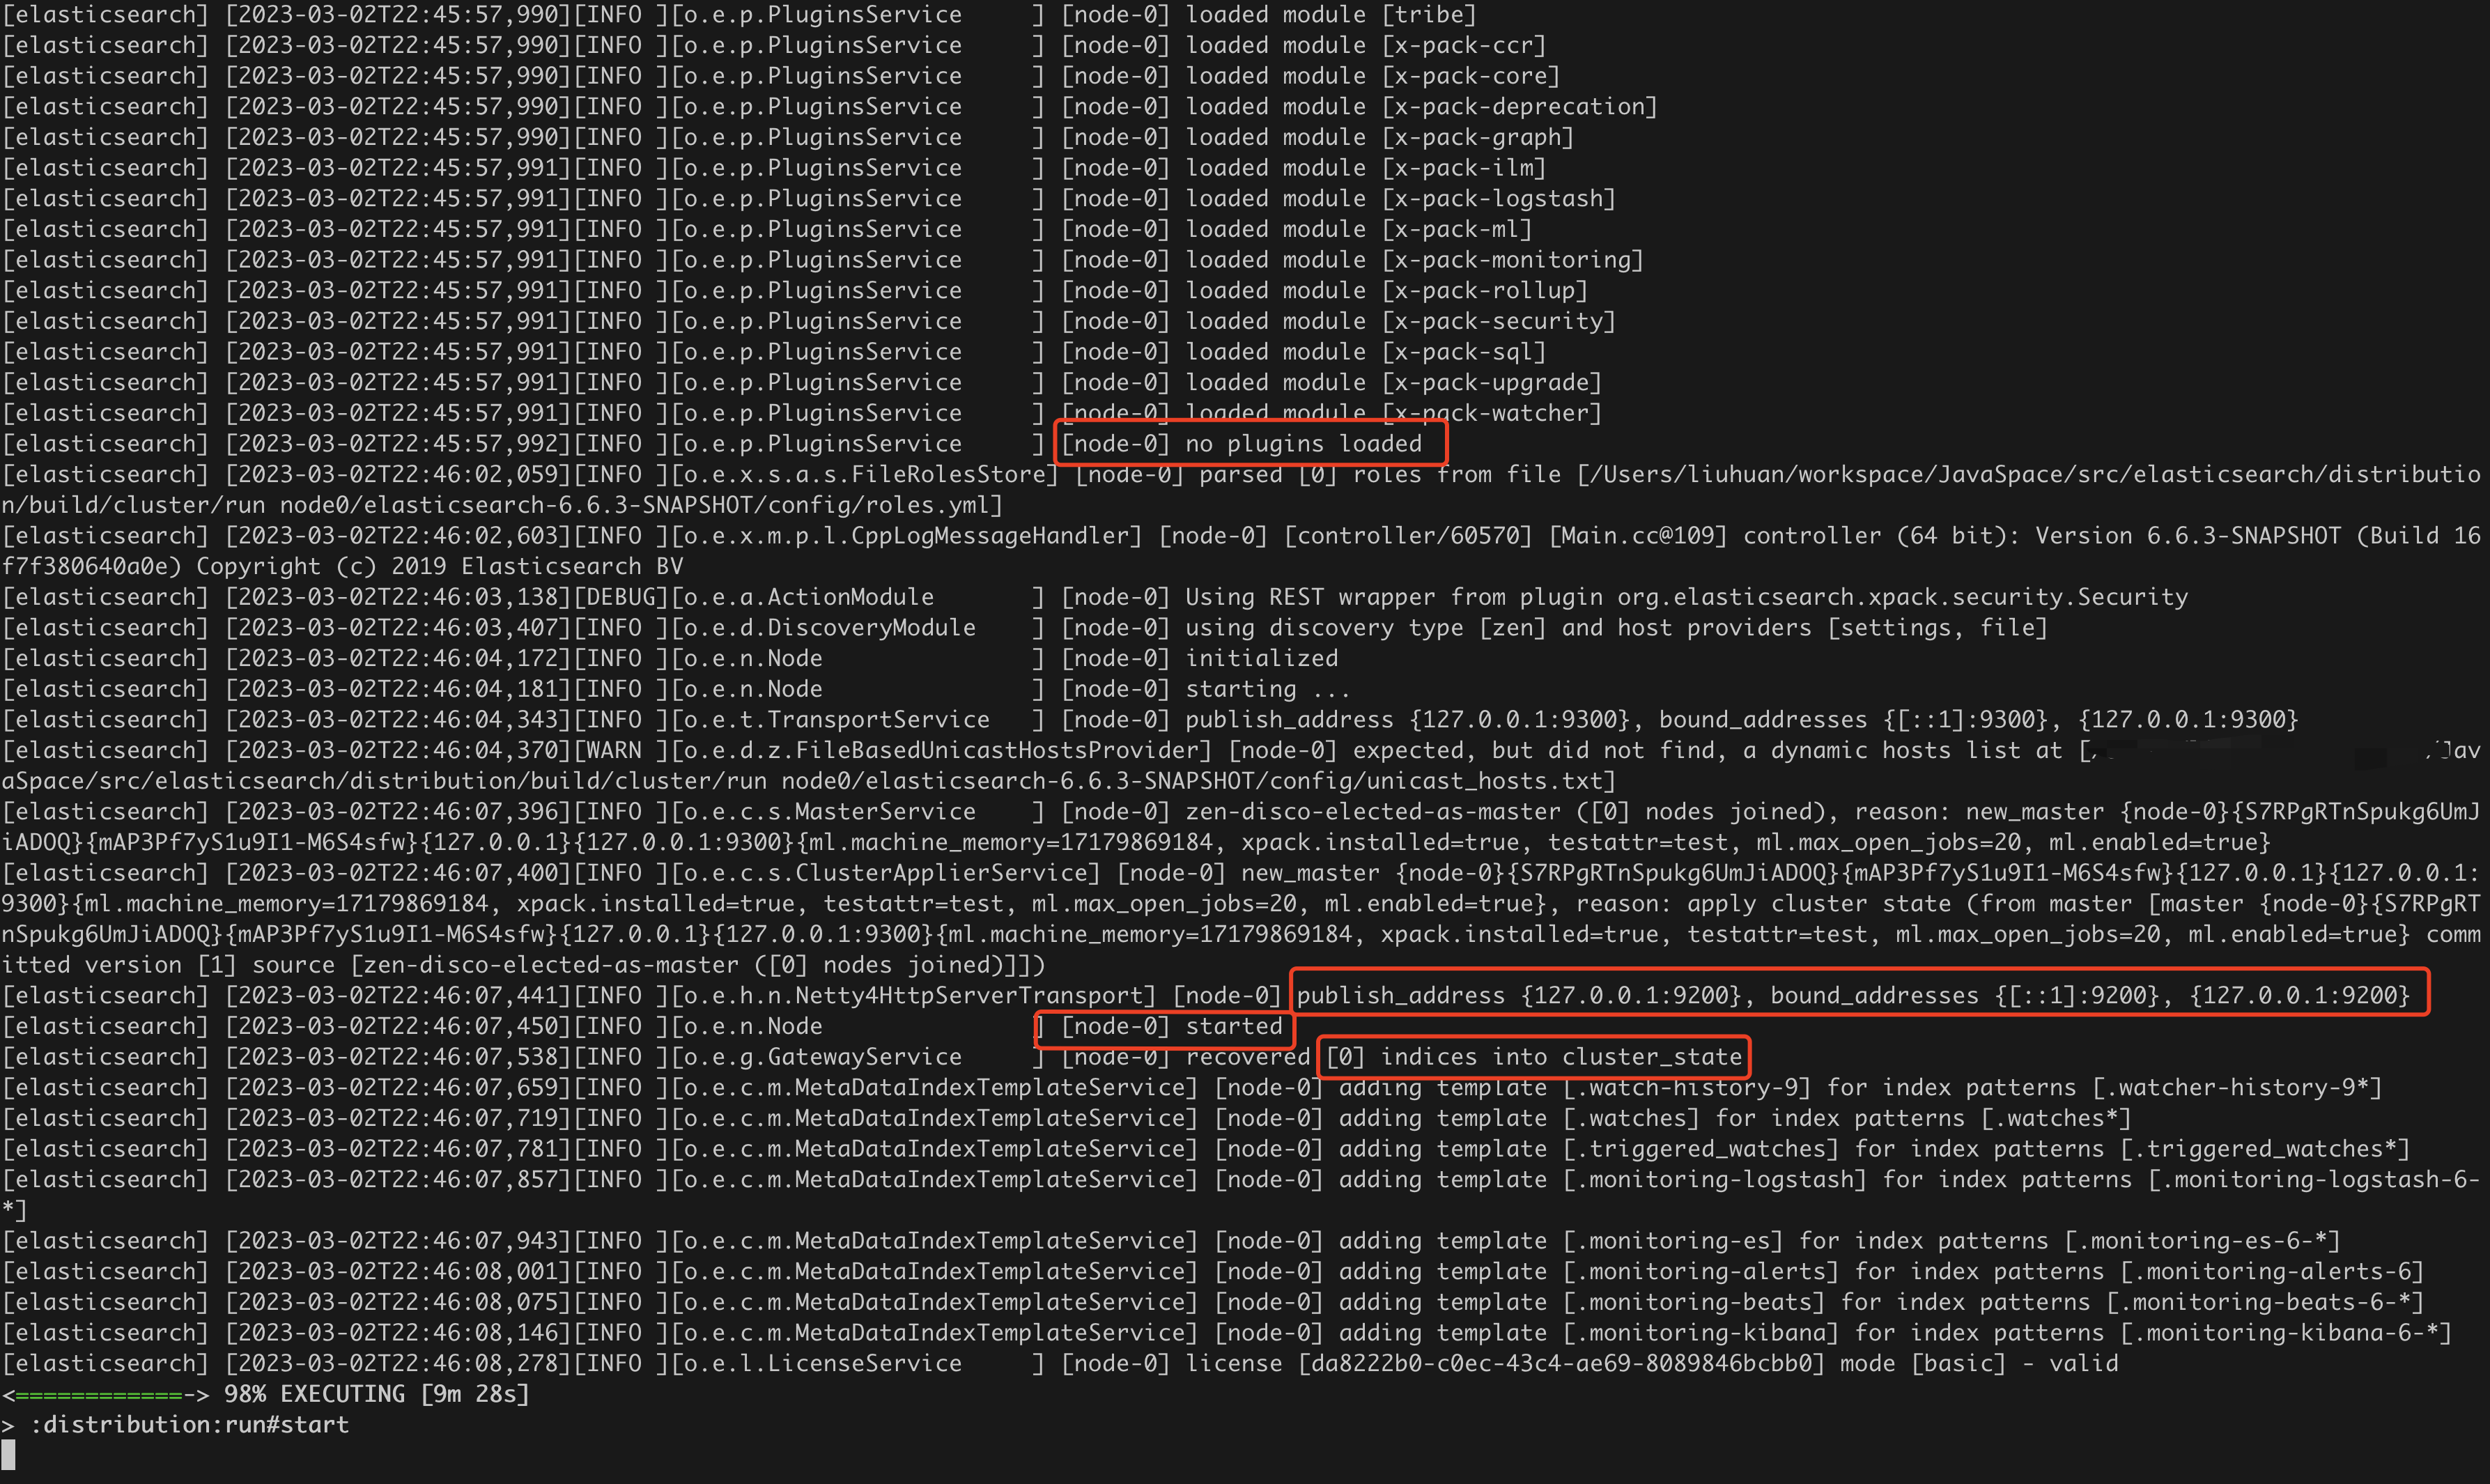 [elasticsearch] [2023-03-02T22:45:57,990][INFO ][o.e.p.PluginsService     ] [node-0] loaded module [tribe]
[elasticsearch] [2023-03-02T22:45:57,990][INFO ][o.e.p.PluginsService     ] [node-0] loaded module [x-pack-ccr]
[elasticsearch] [2023-03-02T22:45:57,990][INFO ][o.e.p.PluginsService     ] [node-0] loaded module [x-pack-core]
[elasticsearch] [2023-03-02T22:45:57,990][INFO ][o.e.p.PluginsService     ] [node-0] loaded module [x-pack-deprecation]
[elasticsearch] [2023-03-02T22:45:57,990][INFO ][o.e.p.PluginsService     ] [node-0] loaded module [x-pack-graph]
[elasticsearch] [2023-03-02T22:45:57,991][INFO ][o.e.p.PluginsService     ] [node-0] loaded module [x-pack-ilm]
[elasticsearch] [2023-03-02T22:45:57,991][INFO ][o.e.p.PluginsService     ] [node-0] loaded module [x-pack-logstash]
[elasticsearch] [2023-03-02T22:45:57,991][INFO ][o.e.p.PluginsService     ] [node-0] loaded module [x-pack-ml]
[elasticsearch] [2023-03-02T22:45:57,991][INFO ][o.e.p.PluginsService     ] [node-0] loaded module [x-pack-monitoring]
[elasticsearch] [2023-03-02T22:45:57,991][INFO ][o.e.p.PluginsService     ] [node-0] loaded module [x-pack-rollup]
[elasticsearch] [2023-03-02T22:45:57,991][INFO ][o.e.p.PluginsService     ] [node-0] loaded module [x-pack-security]
[elasticsearch] [2023-03-02T22:45:57,991][INFO ][o.e.p.PluginsService     ] [node-0] loaded module [x-pack-sql]
[elasticsearch] [2023-03-02T22:45:57,991][INFO ][o.e.p.PluginsService     ] [node-0] loaded module [x-pack-upgrade]
[elasticsearch] [2023-03-02T22:45:57,991][INFO ][o.e.p.PluginsService     ] [node-0] loaded module [x-pack-watcher]
[elasticsearch] [2023-03-02T22:45:57,992][INFO ][o.e.p.PluginsService     ] [node-0] no plugins loaded
[elasticsearch] [2023-03-02T22:46:02,059][INFO ][o.e.x.s.a.s.FileRolesStore] [node-0] parsed [0] roles from file [/Users/liuhuan/workspace/JavaSpace/src/elasticsearch/distributio
n/build/cluster/run node0/elasticsearch-6.6.3-SNAPSHOT/config/roles.yml]
[elasticsearch] [2023-03-02T22:46:02,603][INFO ][o.e.x.m.p.l.CppLogMessageHandler] [node-0] [controller/60570] [Main.cc@109] controller (64 bit): Version 6.6.3-SNAPSHOT (Build 16
f7f380640a0e) Copyright (c) 2019 Elasticsearch BV
[elasticsearch] [2023-03-02T22:46:03,138][DEBUG][o.e.a.ActionModule       ] [node-0] Using REST wrapper from plugin org.elasticsearch.xpack.security.Security
[elasticsearch] [2023-03-02T22:46:03,407][INFO ][o.e.d.DiscoveryModule    ] [node-0] using discovery type [zen] and host providers [settings, file]
[elasticsearch] [2023-03-02T22:46:04,172][INFO ][o.e.n.Node               ] [node-0] initialized
[elasticsearch] [2023-03-02T22:46:04,181][INFO ][o.e.n.Node               ] [node-0] starting ...
[elasticsearch] [2023-03-02T22:46:04,343][INFO ][o.e.t.TransportService   ] [node-0] publish_address {127.0.0.1:9300}, bound_addresses {[::1]:9300}, {127.0.0.1:9300}
[elasticsearch] [2023-03-02T22:46:04,370][WARN ][o.e.d.z.FileBasedUnicastHostsProvider] [node-0] expected, but did not find, a dynamic hosts list at [ /Jav
aSpace/src/elasticsearch/distribution/build/cluster/run node0/elasticsearch-6.6.3-SNAPSHOT/config/unicast_hosts.txt]
[elasticsearch] [2023-03-02T22:46:07,396][INFO ][o.e.c.s.MasterService    ] [node-0] zen-disco-elected-as-master ([0] nodes joined), reason: new_master {node-0}{S7RPgRTnSpukg6UmJ
iADOQ}{mAP3Pf7yS1u9I1-M6S4sfw}{127.0.0.1}{127.0.0.1:9300}{ml.machine_memory=17179869184, xpack.installed=true, testattr=test, ml.max_open_jobs=20, ml.enabled=true}
[elasticsearch] [2023-03-02T22:46:07,400][INFO ][o.e.c.s.ClusterApplierService] [node-0] new_master {node-0}{S7RPgRTnSpukg6UmJiADOQ}{mAP3Pf7yS1u9I1-M6S4sfw}{127.0.0.1}{127.0.0.1:
9300}{ml.machine_memory=17179869184, xpack.installed=true, testattr=test, ml.max_open_jobs=20, ml.enabled=true}, reason: apply cluster state (from master [master {node-0}{S7RPgRT
nSpukg6UmJiADOQ}{mAP3Pf7yS1u9I1-M6S4sfw}{127.0.0.1}{127.0.0.1:9300}{ml.machine_memory=17179869184, xpack.installed=true, testattr=test, ml.max_open_jobs=20, ml.enabled=true} comm
itted version [1] source [zen-disco-elected-as-master ([0] nodes joined)]])
[elasticsearch] [2023-03-02T22:46:07,441][INFO ][o.e.h.n.Netty4HttpServerTransport] [node-0] publish_address {127.0.0.1:9200}, bound_addresses {[::1]:9200}, {127.0.0.1:9200}
[elasticsearch] [2023-03-02T22:46:07,450][INFO ][o.e.n.Node               ] [node-0] started
[elasticsearch] [2023-03-02T22:46:07,538][INFO ][o.e.g.GatewayService     ] [node-0] recovered [0] indices into cluster_state
[elasticsearch] [2023-03-02T22:46:07,659][INFO ][o.e.c.m.MetaDataIndexTemplateService] [node-0] adding template [.watch-history-9] for index patterns [.watcher-history-9*]
[elasticsearch] [2023-03-02T22:46:07,719][INFO ][o.e.c.m.MetaDataIndexTemplateService] [node-0] adding template [.watches] for index patterns [.watches*]
[elasticsearch] [2023-03-02T22:46:07,781][INFO ][o.e.c.m.MetaDataIndexTemplateService] [node-0] adding template [.triggered_watches] for index patterns [.triggered_watches*]
[elasticsearch] [2023-03-02T22:46:07,857][INFO ][o.e.c.m.MetaDataIndexTemplateService] [node-0] adding template [.monitoring-logstash] for index patterns [.monitoring-logstash-6-
*]
[elasticsearch] [2023-03-02T22:46:07,943][INFO ][o.e.c.m.MetaDataIndexTemplateService] [node-0] adding template [.monitoring-es] for index patterns [.monitoring-es-6-*]
[elasticsearch] [2023-03-02T22:46:08,001][INFO ][o.e.c.m.MetaDataIndexTemplateService] [node-0] adding template [.monitoring-alerts] for index patterns [.monitoring-alerts-6]
[elasticsearch] [2023-03-02T22:46:08,075][INFO ][o.e.c.m.MetaDataIndexTemplateService] [node-0] adding template [.monitoring-beats] for index patterns [.monitoring-beats-6-*]
[elasticsearch] [2023-03-02T22:46:08,146][INFO ][o.e.c.m.MetaDataIndexTemplateService] [node-0] adding template [.monitoring-kibana] for index patterns [.monitoring-kibana-6-*]
[elasticsearch] [2023-03-02T22:46:08,278][INFO ][o.e.l.LicenseService     ] [node-0] license [da8222b0-c0ec-43c4-ae69-8089846bcbb0] mode [basic] - valid
<============-> 98% EXECUTING [9m 28s]
> :distribution:run#start